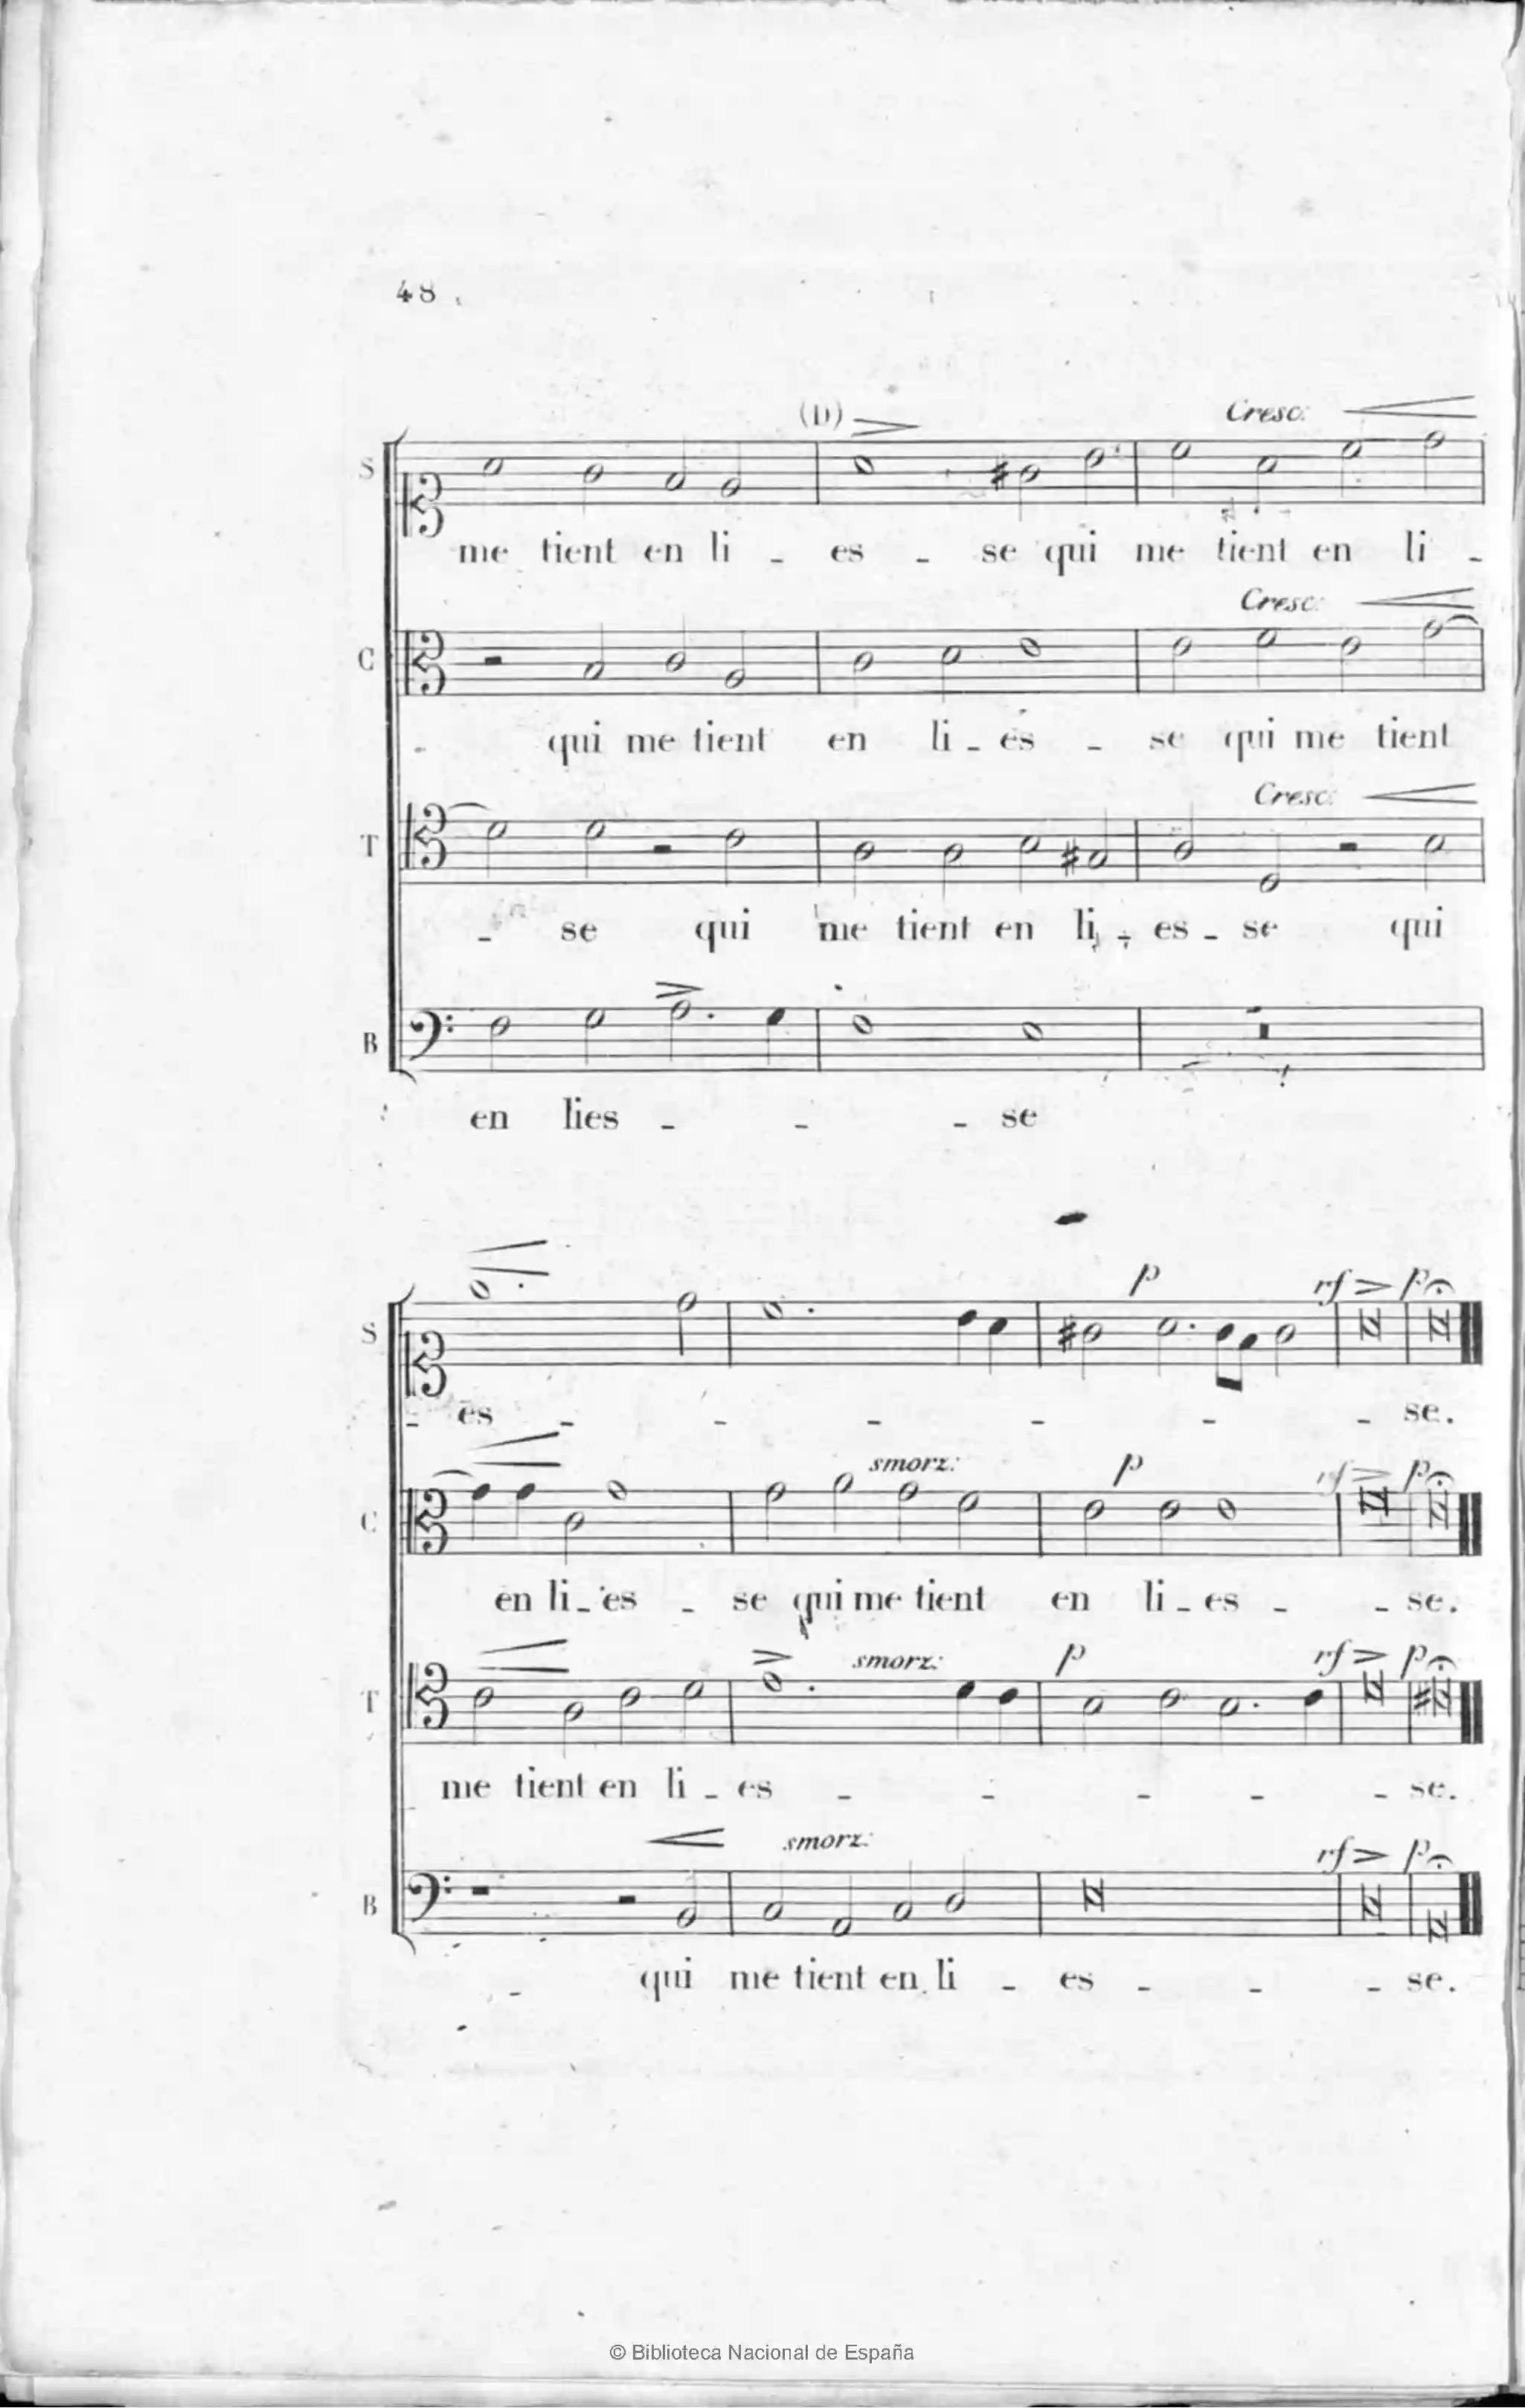 48
(D)
Cresc:
S
me tient en li - es - se qui me tient en li -
Cresc:
C
- qui me tient en li - es - se qui me tient
Cresc:
T
- se qui me tient en li - es - se qui
B
en lies - - - se
p rf p
S
- es - - - - - - se.
smorz: p rf p
C
en li - es - se qui me tient en li - es - - se.
smorz: p rf p
T
me tient en li - es - - - - - se.
smorz: rf p
B
- qui me tient en li - es - - - se.
© Biblioteca Nacional de España